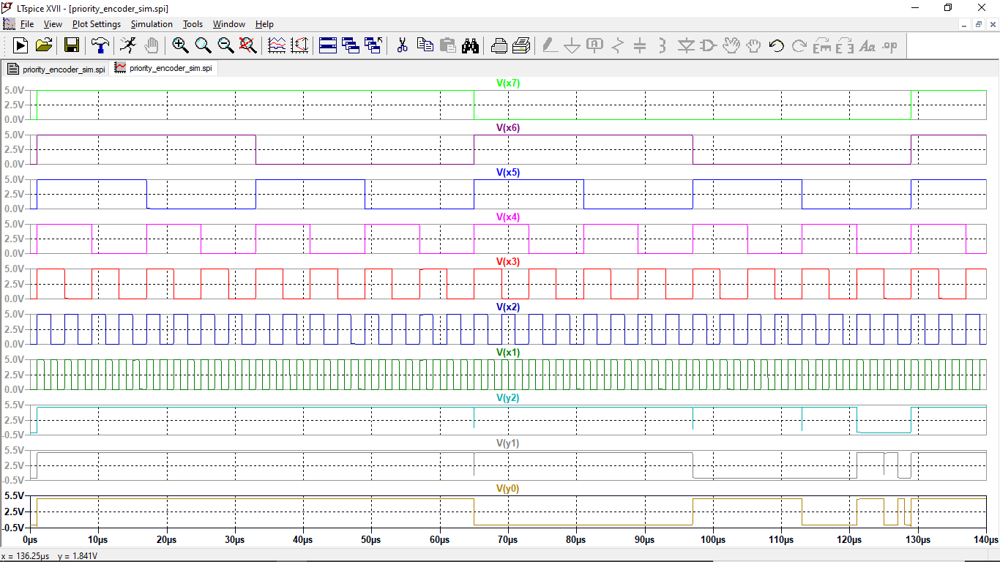 LTspice XVII - [priority_encoder_sim.spi]
File View Plot Settings Simulation Tools Window Help
priority_encoder_sim.spi priority_encoder_sim.spi
V(x7)
5.0V
2.5V
0.0V
V(x6)
5.0V
2.5V
0.0V
V(x5)
5.0V
2.5V
0.0V
V(x4)
5.0V
2.5V
0.0V
V(x3)
5.0V
2.5V
0.0V
V(x2)
5.0V
2.5V
0.0V
V(x1)
5.0V
2.5V
0.0V
V(y2)
5.5V
2.5V
-0.5V
V(y1)
5.5V
2.5V
-0.5V
V(y0)
5.5V
2.5V
-0.5V
0µs 10µs 20µs 30µs 40µs 50µs 60µs 70µs 80µs 90µs 100µs 110µs 120µs 130µs 140µs
x = 136.25µs y = 1.841V